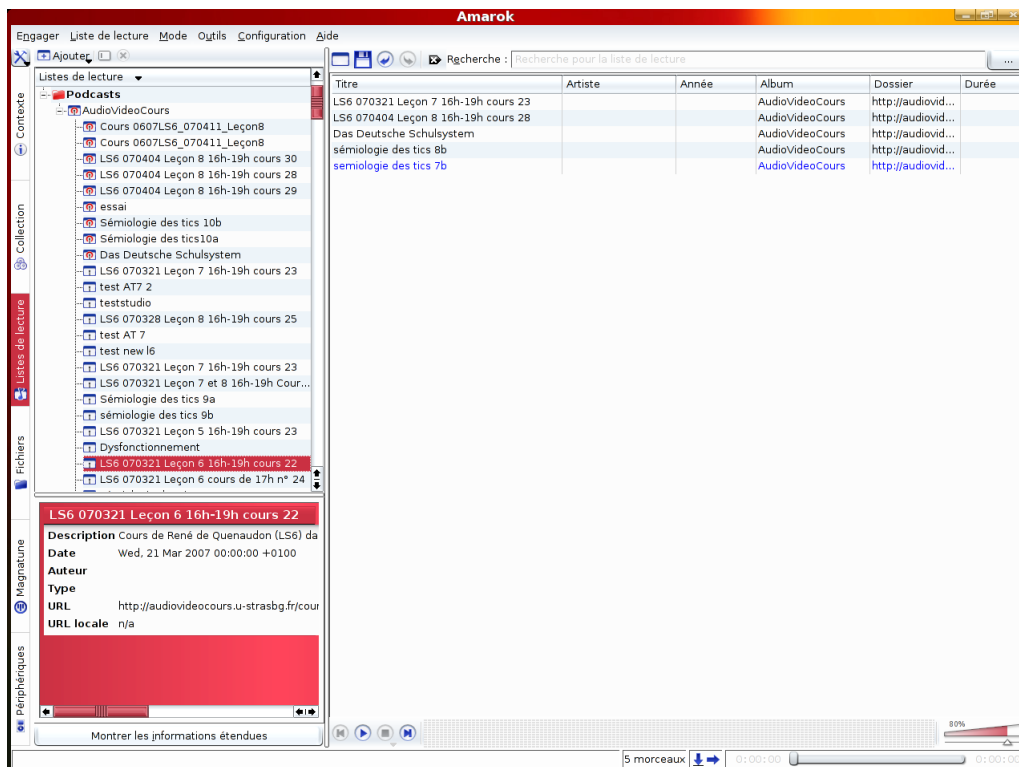 Amarok
Engager Liste de lecture Mode Outils Configuration Aide
Ajouter
Recherche : Recherche pour la liste de lecture ...
Contexte
Collection
Listes de lecture
Fichiers
Magnatune
Périphériques
Listes de lecture
Podcasts
AudioVideoCours
Cours 0607LS6_070411_Leçon8
Cours 0607LS6_070411_Leçon8
LS6 070404 Leçon 8 16h-19h cours 30
LS6 070404 Leçon 8 16h-19h cours 28
LS6 070404 Leçon 8 16h-19h cours 29
essai
Sémiologie des tics 10b
Sémiologie des tics10a
Das Deutsche Schulsystem
LS6 070321 Leçon 7 16h-19h cours 23
test AT7 2
teststudio
LS6 070328 Leçon 8 16h-19h cours 25
test AT 7
test new l6
LS6 070321 Leçon 7 16h-19h cours 23
LS6 070321 Leçon 7 et 8 16h-19h Cour...
Sémiologie des tics 9a
sémiologie des tics 9b
LS6 070321 Leçon 5 16h-19h cours 23
Dysfonctionnement
LS6 070321 Leçon 6 16h-19h cours 22
LS6 070321 Leçon 6 cours de 17h n° 24
LS6 070321 Leçon 6 16h-19h cours 22
Description Cours de René de Quenaudon (LS6) da
Date Wed, 21 Mar 2007 00:00:00 +0100
Auteur
Type
URL http://audiovideocours.u-strasbg.fr/cour
URL locale n/a
Montrer les informations étendues
Titre Artiste Année Album Dossier Durée
LS6 070321 Leçon 7 16h-19h cours 23 AudioVideoCours http://audiovid...
LS6 070404 Leçon 8 16h-19h cours 28 AudioVideoCours http://audiovid...
Das Deutsche Schulsystem AudioVideoCours http://audiovid...
sémiologie des tics 8b AudioVideoCours http://audiovid...
semiologie des tics 7b AudioVideoCours http://audiovid...
80%
5 morceaux 0:00:00 0:00:00